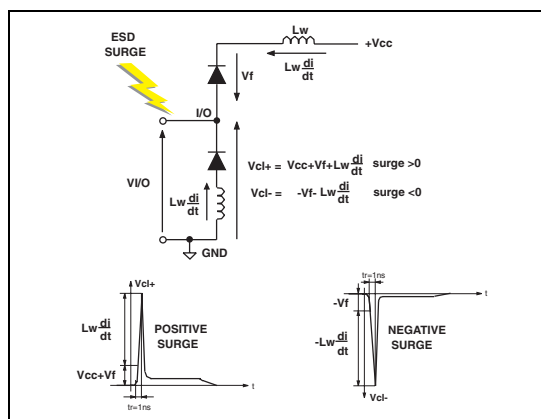 ESD
SURGE
Lw
+Vcc
Lw di/dt
Vf
I/O
VI/O
Lw di/dt
Vcl+ = Vcc+Vf+Lw di/dt surge >0
Vcl- = -Vf- Lw di/dt surge <0
GND
Vcl+
Lw di/dt
POSITIVE
SURGE
Vcc+Vf
t
tr=1ns
tr=1ns
t
-Vf
-Lw di/dt
NEGATIVE
SURGE
Vcl-